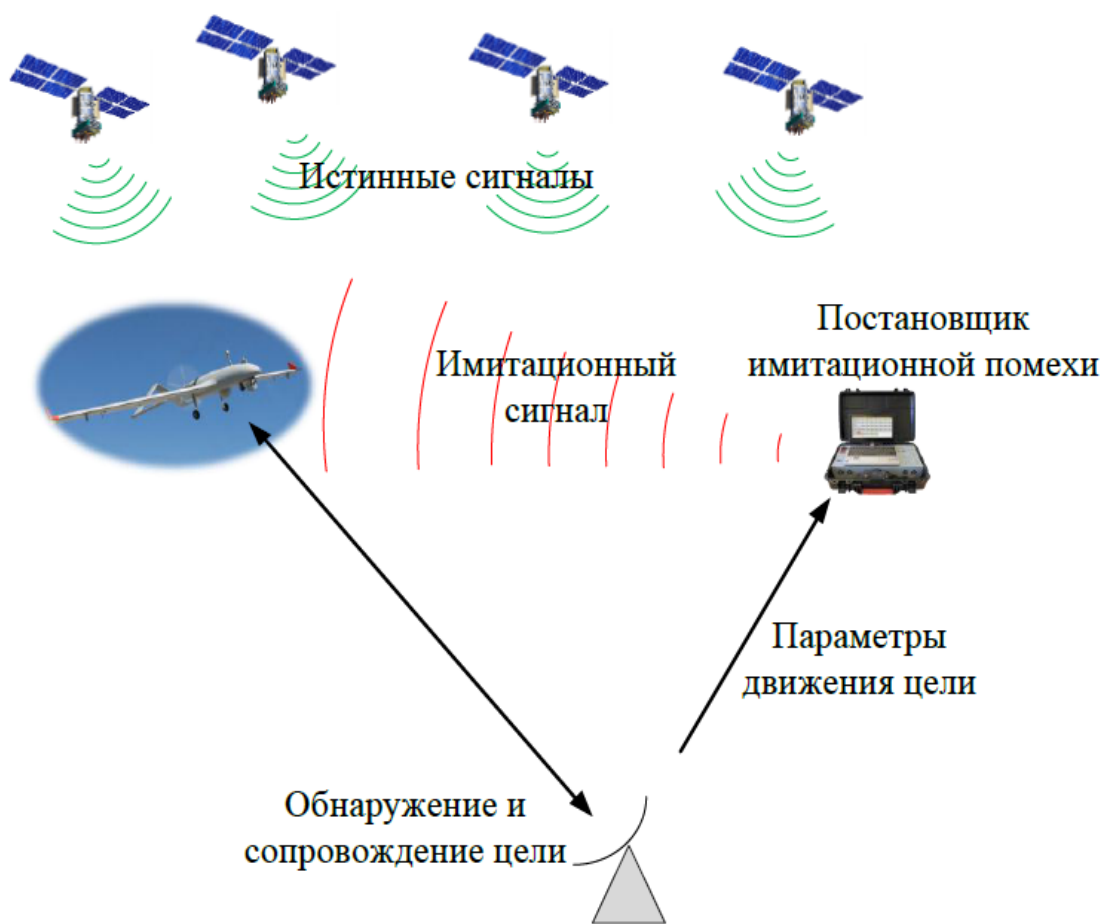 Истинные сигналы
Постановщик
имитационной помехи
Имитационный
сигнал
Параметры
движения цели
Обнаружение и
сопровождение цели